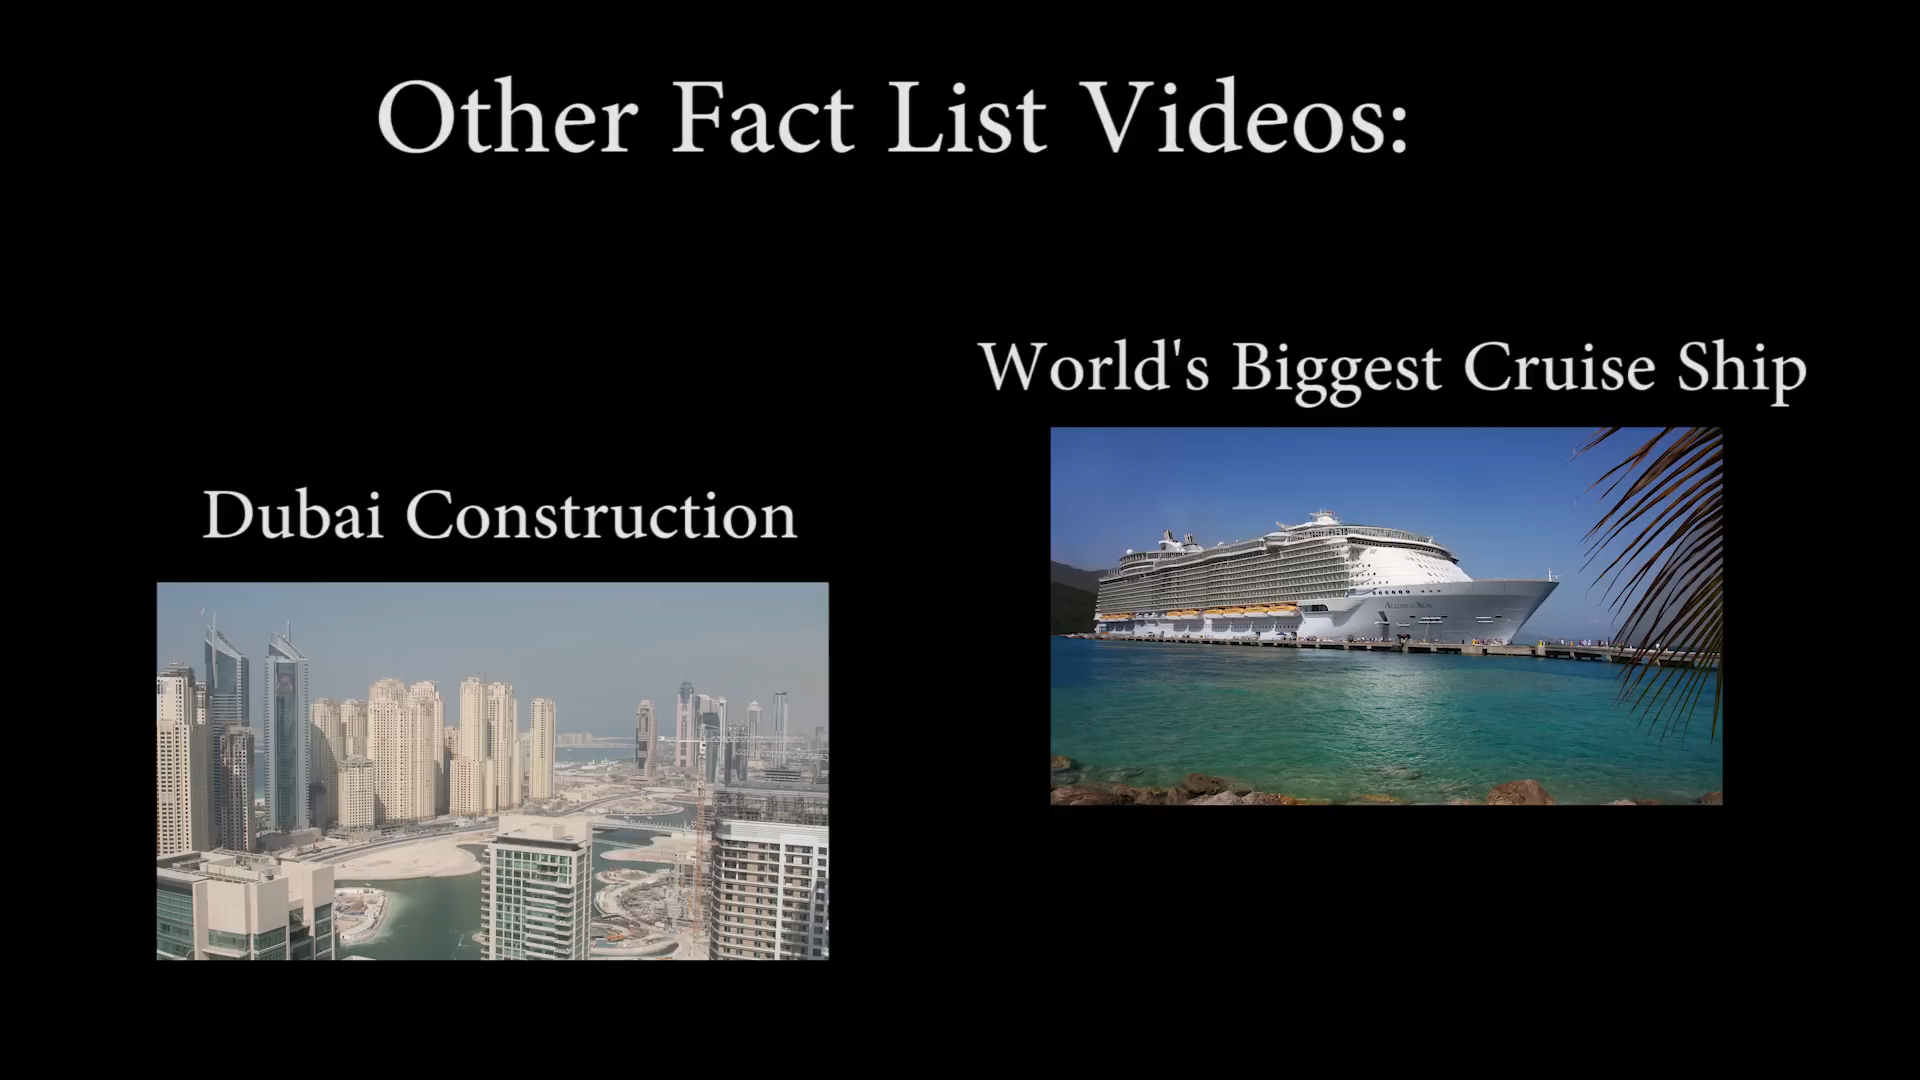 Other Fact List Videos:
World's Biggest Cruise Ship
Dubai Construction